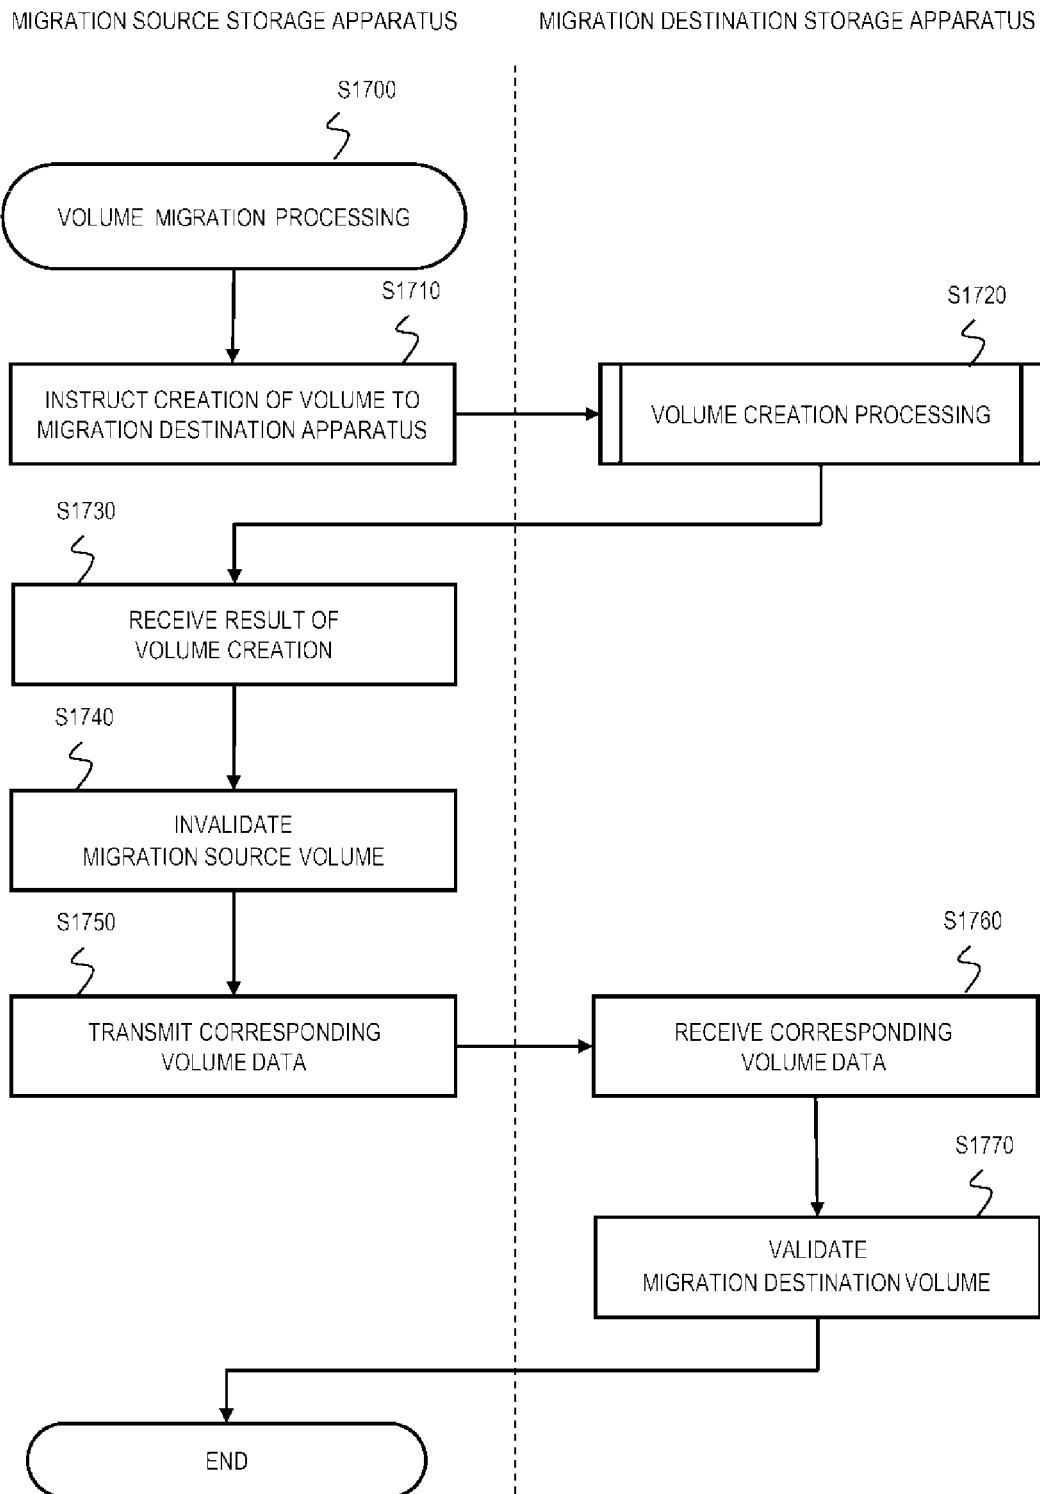 MIGRATION SOURCE STORAGE APPARATUS
MIGRATION DESTINATION STORAGE APPARATUS
S1700
VOLUME MIGRATION PROCESSING
S1710
INSTRUCT CREATION OF VOLUME TO
MIGRATION DESTINATION APPARATUS
S1720
VOLUME CREATION PROCESSING
S1730
RECEIVE RESULT OF
VOLUME CREATION
S1740
INVALIDATE
MIGRATION SOURCE VOLUME
S1750
TRANSMIT CORRESPONDING
VOLUME DATA
S1760
RECEIVE CORRESPONDING
VOLUME DATA
S1770
VALIDATE
MIGRATION DESTINATION VOLUME
END